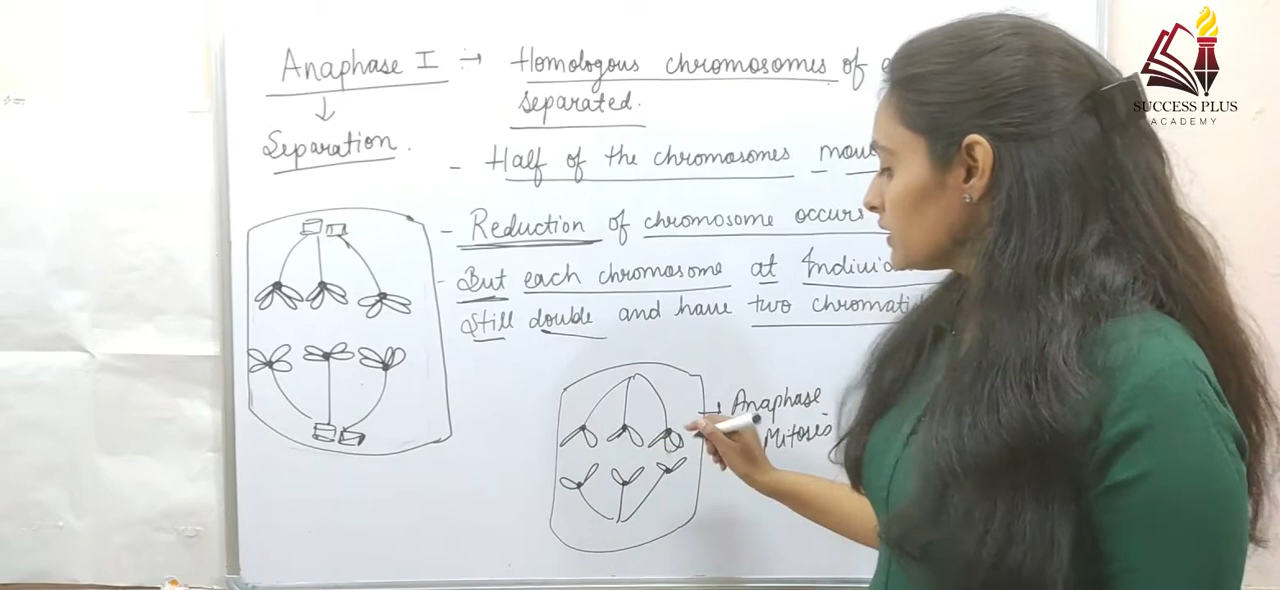 Anaphase I :→ Homologous chromosomes of
separated.
↓
Separation.
- Half of the chromosomes
- Reduction of chromosome occurs
- But each chromosome at
still double and have two
→ Anaphase
Mitosis
SUCCESS PLUS
ACADEMY